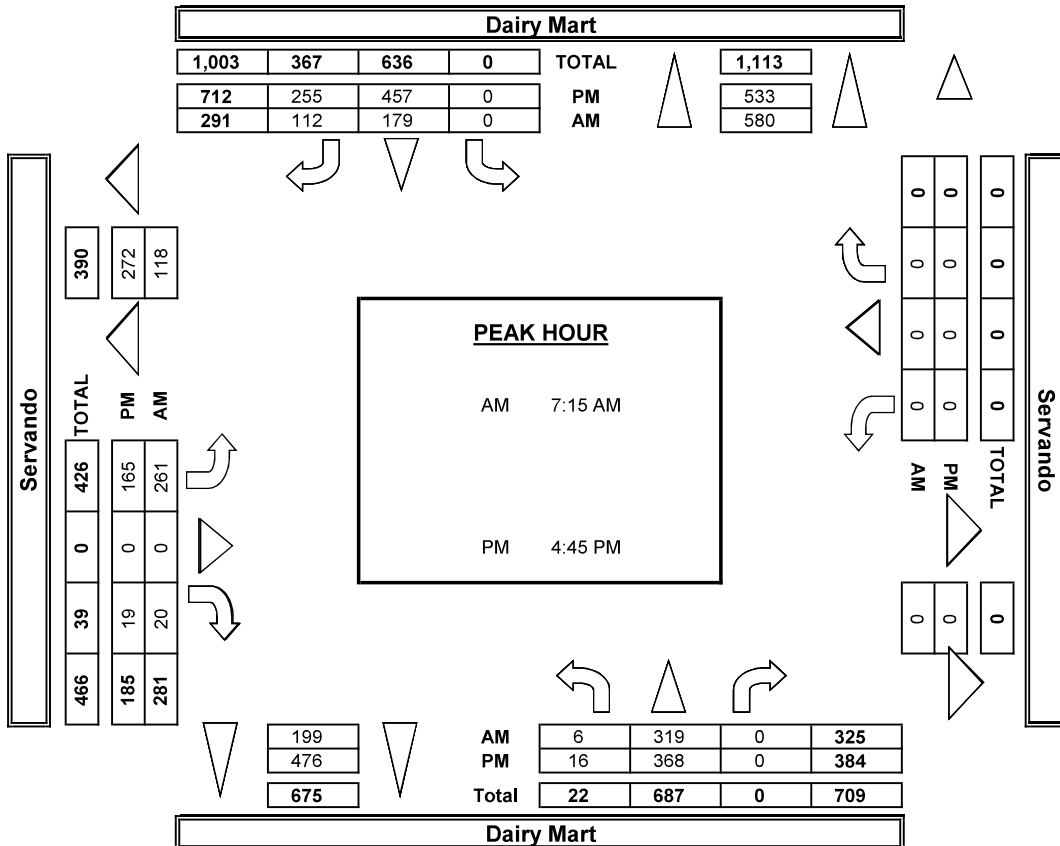 Dairy Mart
1,003 367 636 0 TOTAL 1,113
712 255 457 0 PM 533
291 112 179 0 AM 580
Servando
390
272
118
TOTAL
PM
AM
426 0 39 466
165 0 19 185
261 0 20 281
PEAK HOUR
AM 7:15 AM
PM 4:45 PM
0 0 0 0
0 0 0 0
0 0 0 0
AM
PM
TOTAL
0
0
0
Servando
199 AM 6 319 0 325
476 PM 16 368 0 384
675 Total 22 687 0 709
Dairy Mart